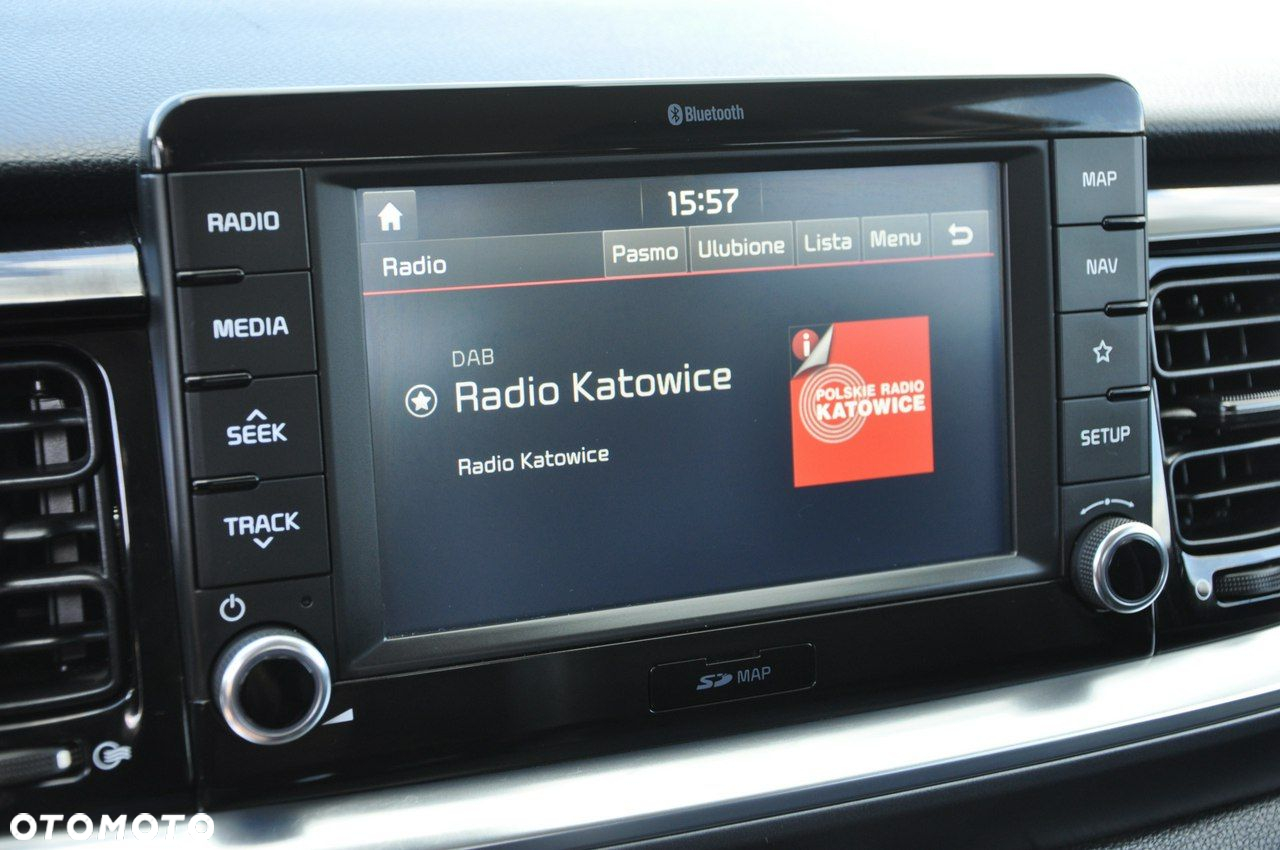 Bluetooth
15:57
Radio
Pasmo
Ulubione
Lista
Menu
DAB
Radio Katowice
Radio Katowice
i
POLSKIE RADIO
KATOWICE
RADIO
MEDIA
SEEK
TRACK
MAP
NAV
SETUP
SD MAP
OTOMOTO